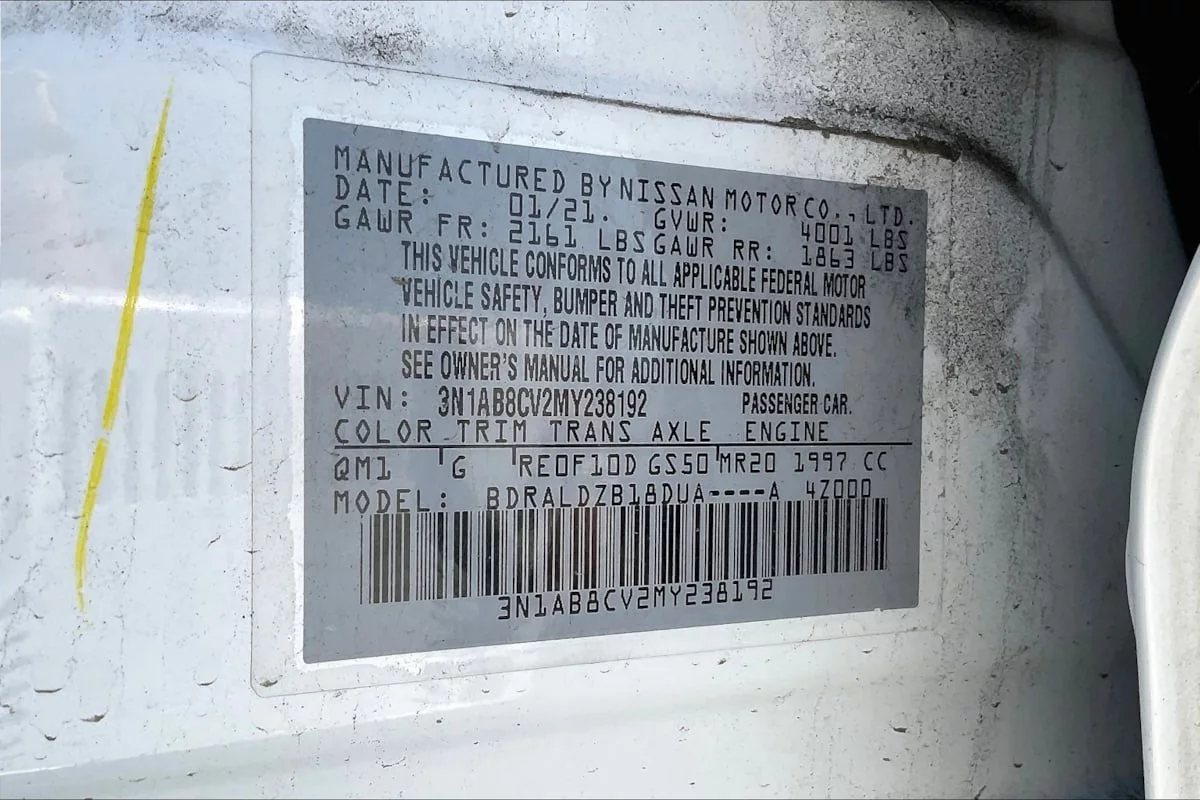 MANUFACTURED BY NISSAN MOTOR CO., LTD.
DATE: 01/21. GVWR: 4001 LBS
GAWR FR: 2161 LBS GAWR RR: 1863 LBS
THIS VEHICLE CONFORMS TO ALL APPLICABLE FEDERAL MOTOR
VEHICLE SAFETY, BUMPER AND THEFT PREVENTION STANDARDS
IN EFFECT ON THE DATE OF MANUFACTURE SHOWN ABOVE.
SEE OWNER'S MANUAL FOR ADDITIONAL INFORMATION.
VIN: 3N1AB8CV2MY238192 PASSENGER CAR.
COLOR TRIM TRANS AXLE ENGINE
QM1 G RE0F10D GS50 MR20 1997 CC
MODEL: BDRALDZB18DUA----A 4Z000
3N1AB8CV2MY238192